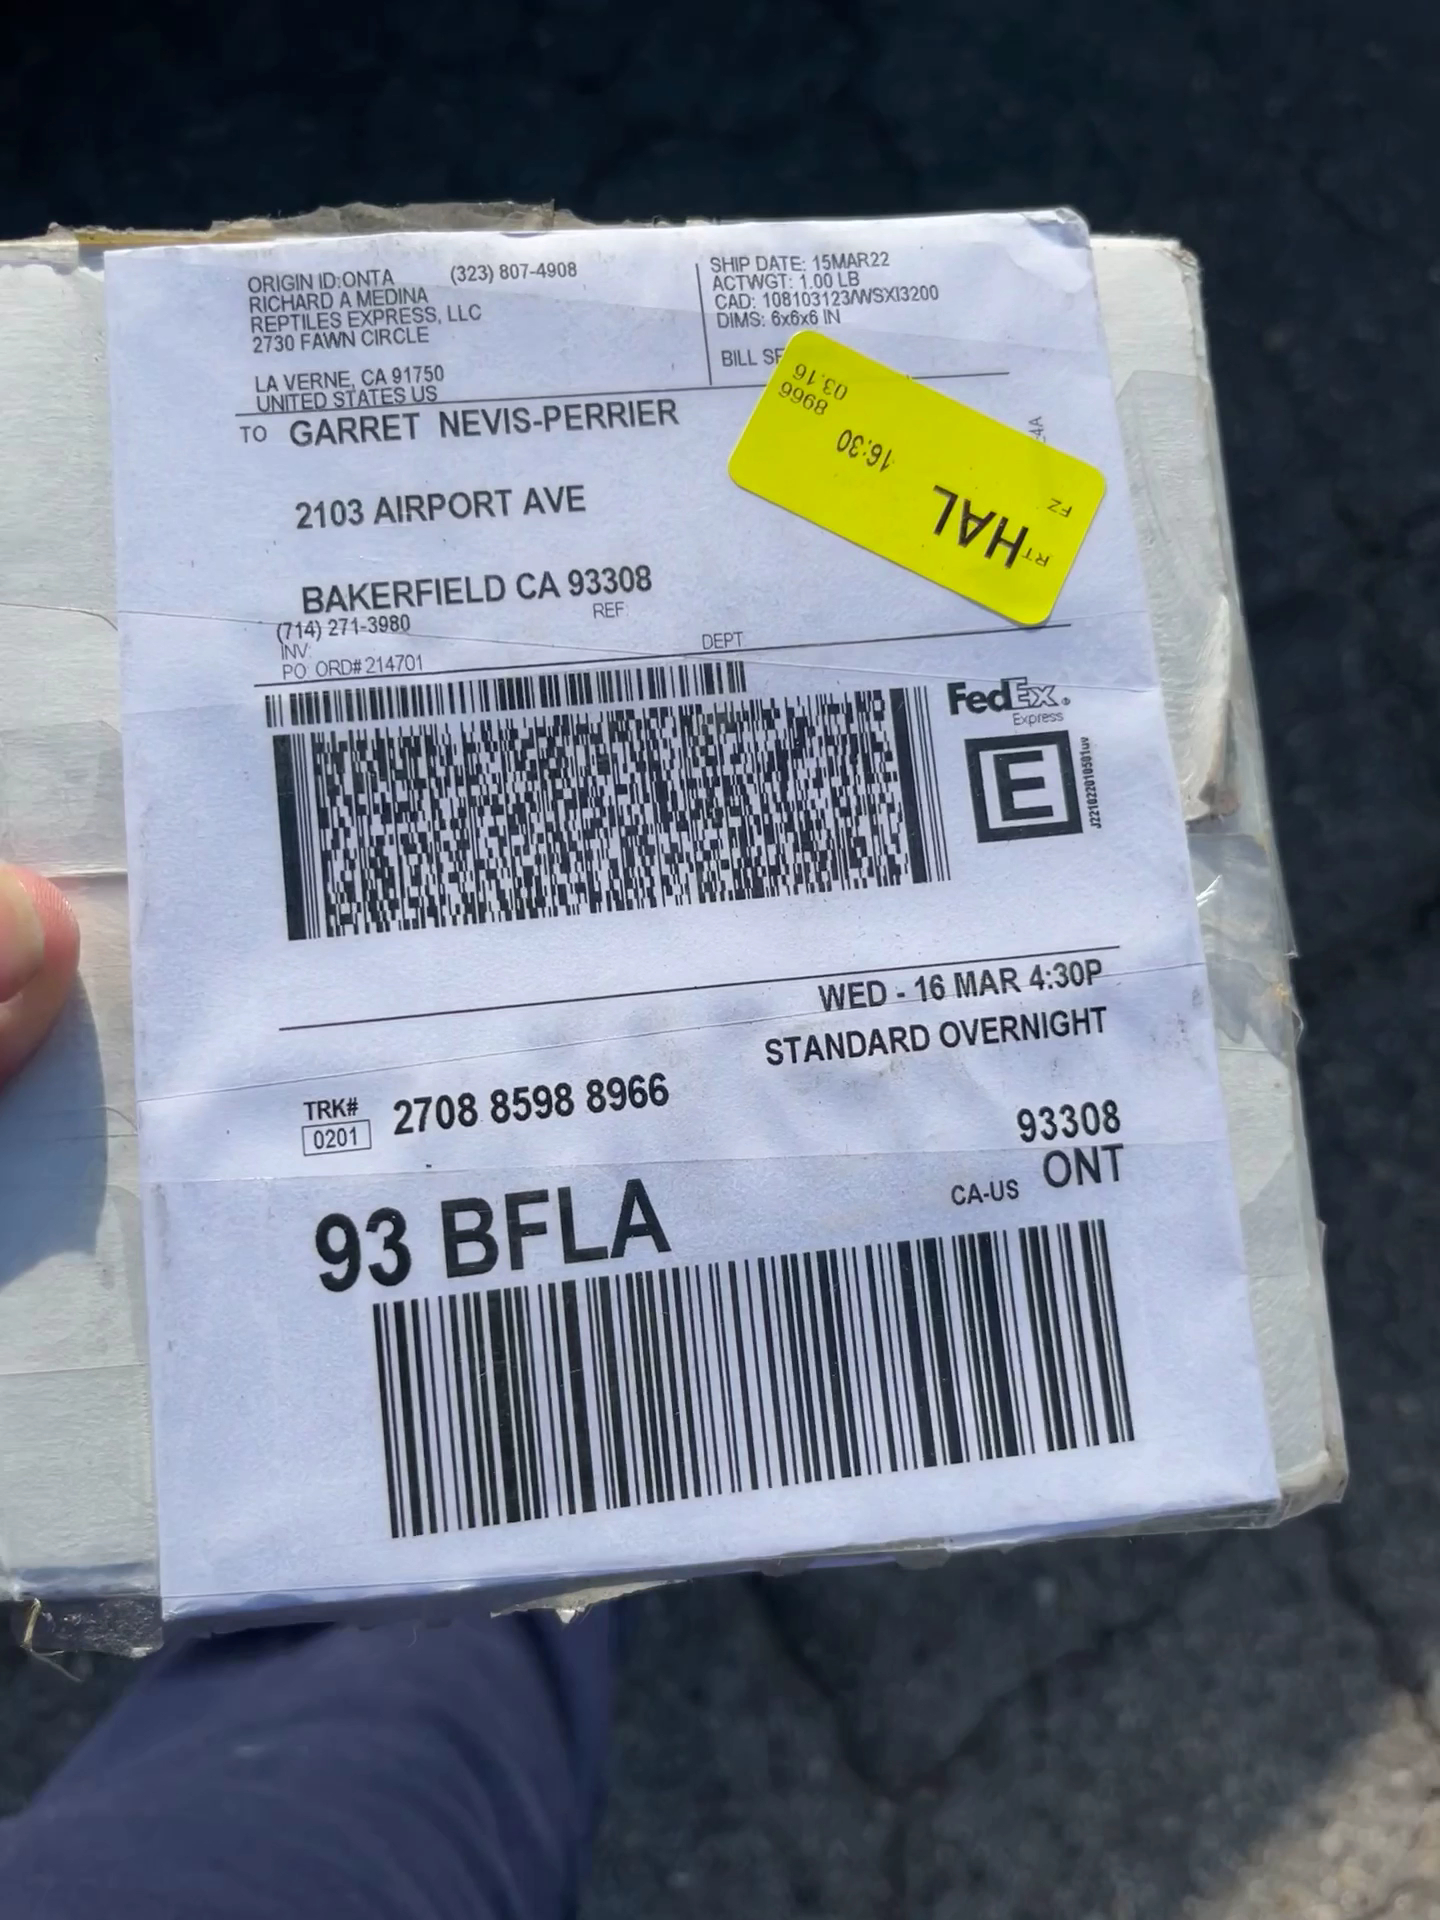 ORIGIN ID:ONTA (323) 807-4908
RICHARD A MEDINA
REPTILES EXPRESS, LLC
2730 FAWN CIRCLE
LA VERNE, CA 91750
UNITED STATES US
SHIP DATE: 15MAR22
ACTWGT: 1.00 LB
CAD: 108103123/WSXI3200
DIMS: 6x6x6 IN
BILL
TO GARRET NEVIS-PERRIER
2103 AIRPORT AVE
BAKERFIELD CA 93308
(714) 271-3980 REF:
INV:
PO: ORD# 214701 DEPT
RT HAL FZ
16:30
8966
03.16
FedEx®
Express
E
J221022010501uv
WED - 16 MAR 4:30P
STANDARD OVERNIGHT
TRK# 2708 8598 8966
0201
93308
93 BFLA CA-US ONT